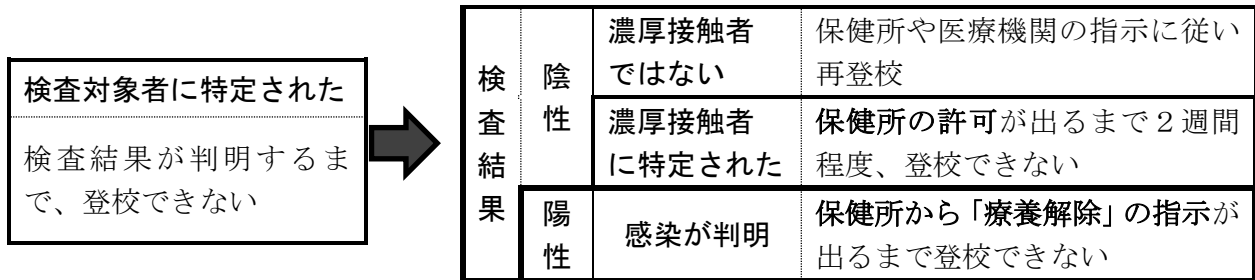 検査対象者に特定された
検査結果が判明するま
で、登校できない
検査結果
陰性
濃厚接触者
ではない
保健所や医療機関の指示に従い
再登校
濃厚接触者
に特定された
保健所の許可が出るまで２週間
程度、登校できない
陽性
感染が判明
保健所から「療養解除」の指示が
出るまで登校できない